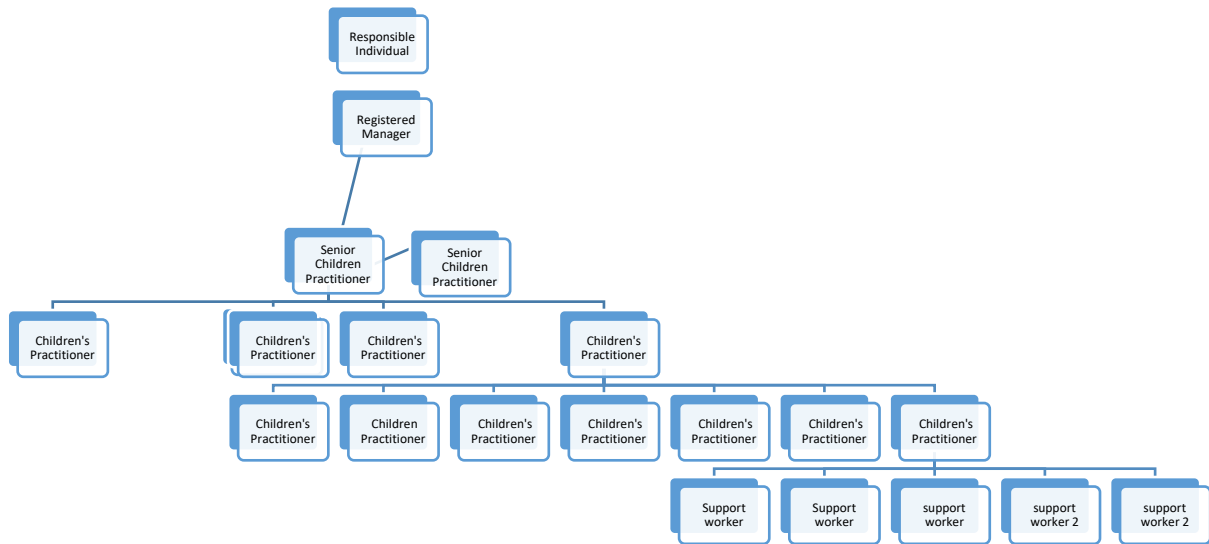 Responsible
Individual
Registered
Manager
Senior
Children
Practitioner
Senior
Children
Practitioner
Children's
Practitioner
Children's
Practitioner
Children's
Practitioner
Children's
Practitioner
Children's
Practitioner
Children
Practitioner
Children's
Practitioner
Children's
Practitioner
Children's
Practitioner
Children's
Practitioner
Children's
Practitioner
Support
worker
Support
worker
support
worker
support
worker 2
support
worker 2